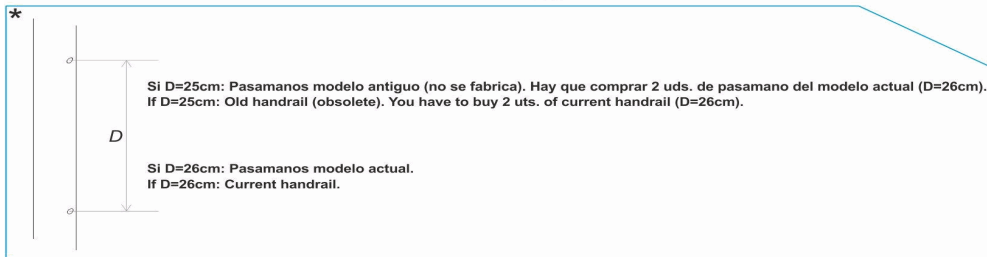 *
Si D=25cm: Pasamanos modelo antiguo (no se fabrica). Hay que comprar 2 uds. de pasamano del modelo actual (D=26cm).
If D=25cm: Old handrail (obsolete). You have to buy 2 uts. of current handrail (D=26cm).
D
Si D=26cm: Pasamanos modelo actual.
If D=26cm: Current handrail.